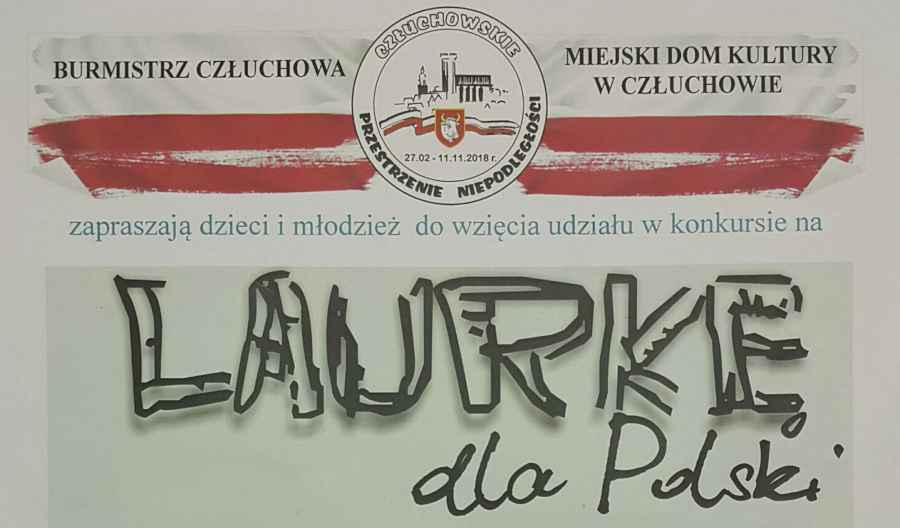 BURMISTRZ CZŁUCHOWA
CZŁUCHOWSKIE
PRZESTRZENIE NIEPODLEGŁOŚCI
27.02 - 11.11.2018 r.
MIEJSKI DOM KULTURY
W CZŁUCHOWIE
zapraszają dzieci i młodzież do wzięcia udziału w konkursie na
LAURKĘ
dla Polski